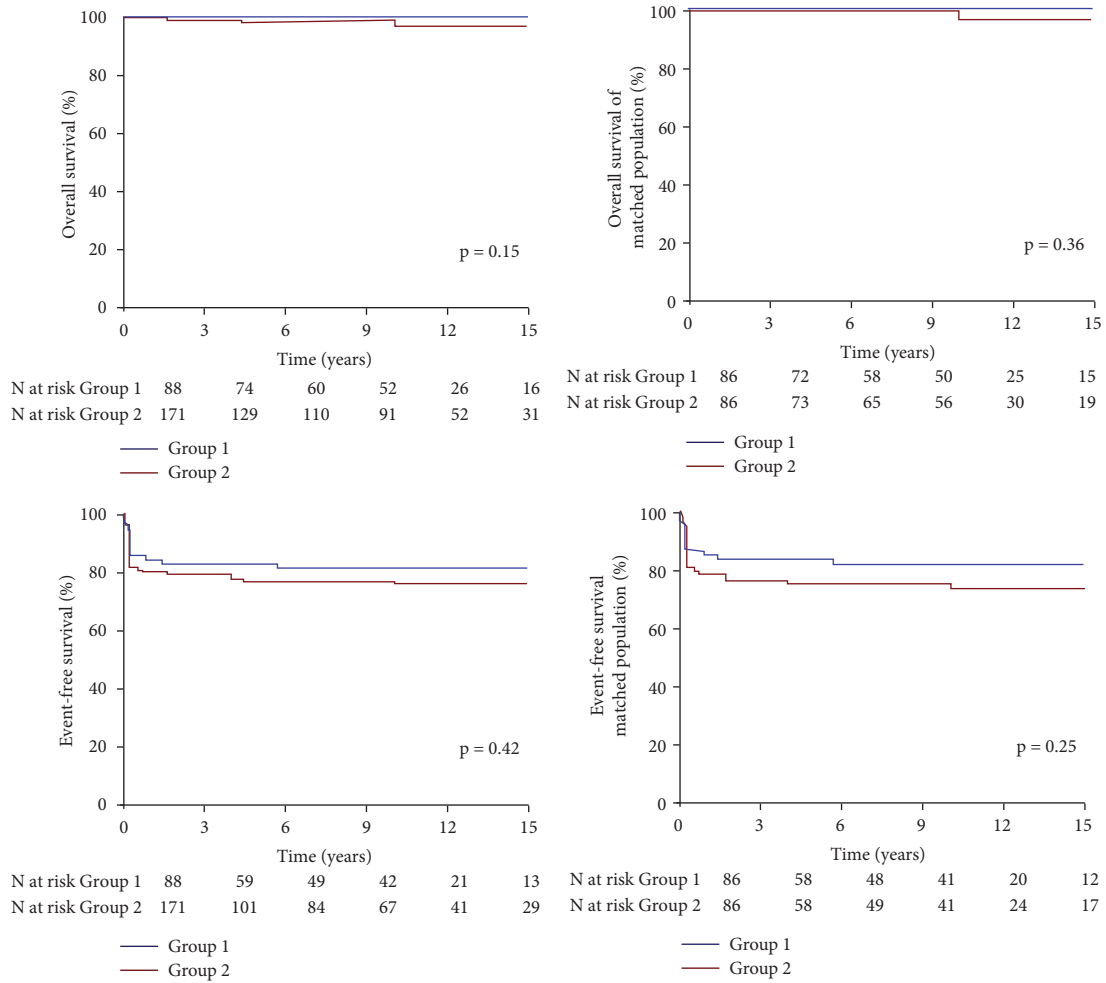 Overall survival (%)
100
80
60
40
20
0
p = 0.15
0 3 6 9 12 15
Time (years)
N at risk Group 1 88 74 60 52 26 16
N at risk Group 2 171 129 110 91 52 31
Group 1
Group 2
Overall survival of
matched population (%)
100
80
60
40
20
0
p = 0.36
0 3 6 9 12 15
Time (years)
N at risk Group 1 86 72 58 50 25 15
N at risk Group 2 86 73 65 56 30 19
Group 1
Group 2
Event-free survival (%)
100
80
60
40
20
0
p = 0.42
0 3 6 9 12 15
Time (years)
N at risk Group 1 88 59 49 42 21 13
N at risk Group 2 171 101 84 67 41 29
Group 1
Group 2
Event-free survival
matched population (%)
100
80
60
40
20
0
p = 0.25
0 3 6 9 12 15
Time (years)
N at risk Group 1 86 58 48 41 20 12
N at risk Group 2 86 58 49 41 24 17
Group 1
Group 2